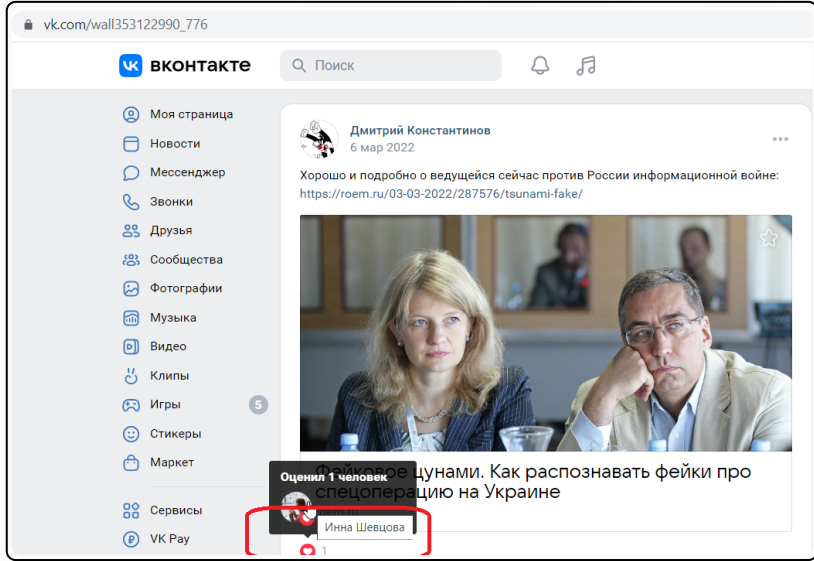 vk.com/wall353122990_776
вконтакте
Поиск
Моя страница
Новости
Мессенджер
Звонки
Друзья
Сообщества
Фотографии
Музыка
Видео
Клипы
Игры
5
Стикеры
Маркет
Сервисы
VK Pay
Дмитрий Константинов
6 мар 2022
Хорошо и подробно о ведущейся сейчас против России информационной войне:
https://roem.ru/03-03-2022/287576/tsunami-fake/
Фейковое цунами. Как распознавать фейки про
спецоперацию на Украине
Оценил 1 человек
Инна Шевцова
1